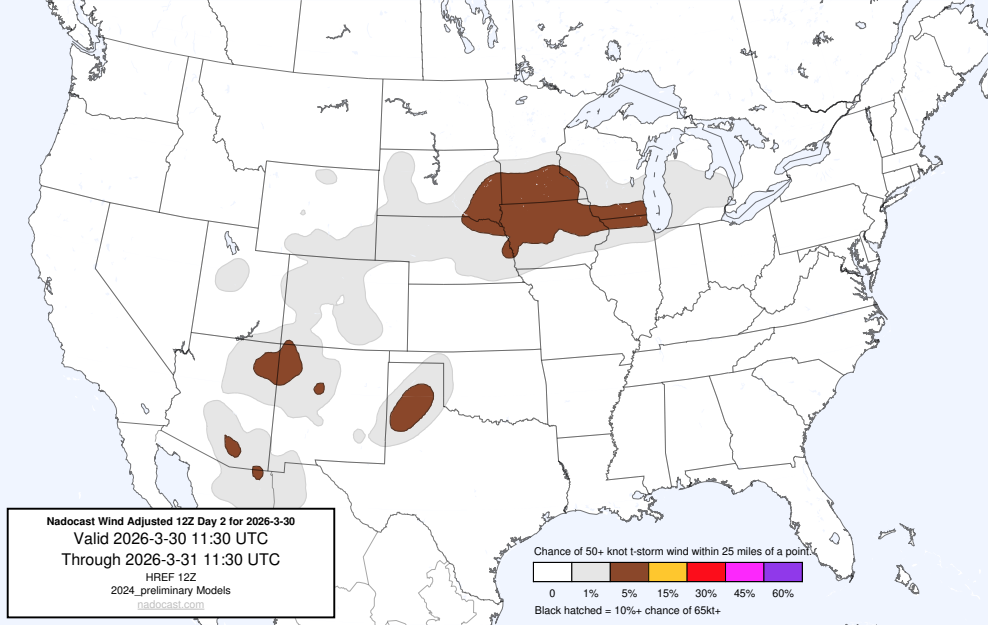 Nadocast Wind Adjusted 12Z Day 2 for 2026-3-30
Valid 2026-3-30 11:30 UTC
Through 2026-3-31 11:30 UTC
HREF 12Z
2024_preliminary Models
nadocast.com
Chance of 50+ knot t-storm wind within 25 miles of a point.
0 1% 5% 15% 30% 45% 60%
Black hatched = 10%+ chance of 65kt+